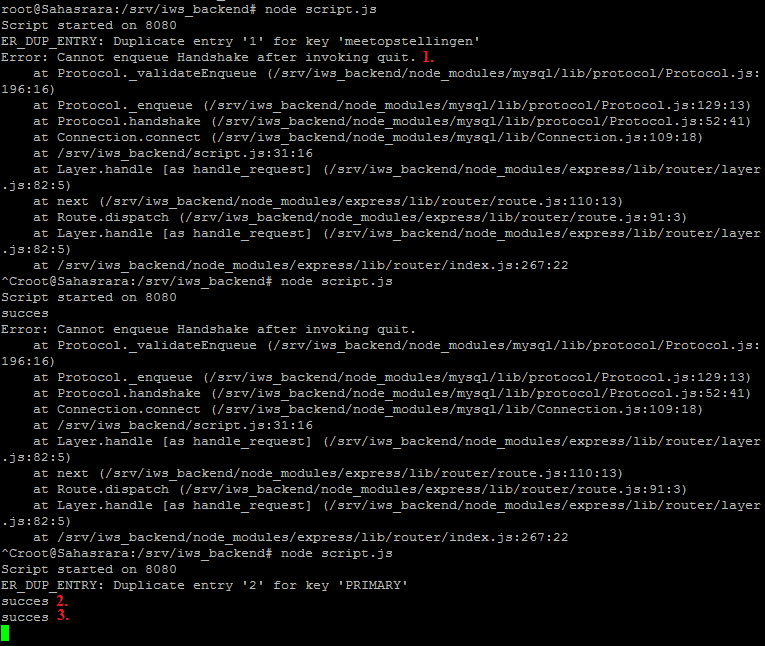 root@Sahasrara:/srv/iws_backend# node script.js
Script started on 8080
ER_DUP_ENTRY: Duplicate entry '1' for key 'meetopstellingen'
Error: Cannot enqueue Handshake after invoking quit. 1.
    at Protocol._validateEnqueue (/srv/iws_backend/node_modules/mysql/lib/protocol/Protocol.js:
196:16)
    at Protocol._enqueue (/srv/iws_backend/node_modules/mysql/lib/protocol/Protocol.js:129:13)
    at Protocol.handshake (/srv/iws_backend/node_modules/mysql/lib/protocol/Protocol.js:52:41)
    at Connection.connect (/srv/iws_backend/node_modules/mysql/lib/Connection.js:109:18)
    at /srv/iws_backend/script.js:31:16
    at Layer.handle [as handle_request] (/srv/iws_backend/node_modules/express/lib/router/layer
.js:82:5)
    at next (/srv/iws_backend/node_modules/express/lib/router/route.js:110:13)
    at Route.dispatch (/srv/iws_backend/node_modules/express/lib/router/route.js:91:3)
    at Layer.handle [as handle_request] (/srv/iws_backend/node_modules/express/lib/router/layer
.js:82:5)
    at /srv/iws_backend/node_modules/express/lib/router/index.js:267:22
^Croot@Sahasrara:/srv/iws_backend# node script.js
Script started on 8080
succes
Error: Cannot enqueue Handshake after invoking quit.
    at Protocol._validateEnqueue (/srv/iws_backend/node_modules/mysql/lib/protocol/Protocol.js:
196:16)
    at Protocol._enqueue (/srv/iws_backend/node_modules/mysql/lib/protocol/Protocol.js:129:13)
    at Protocol.handshake (/srv/iws_backend/node_modules/mysql/lib/protocol/Protocol.js:52:41)
    at Connection.connect (/srv/iws_backend/node_modules/mysql/lib/Connection.js:109:18)
    at /srv/iws_backend/script.js:31:16
    at Layer.handle [as handle_request] (/srv/iws_backend/node_modules/express/lib/router/layer
.js:82:5)
    at next (/srv/iws_backend/node_modules/express/lib/router/route.js:110:13)
    at Route.dispatch (/srv/iws_backend/node_modules/express/lib/router/route.js:91:3)
    at Layer.handle [as handle_request] (/srv/iws_backend/node_modules/express/lib/router/layer
.js:82:5)
    at /srv/iws_backend/node_modules/express/lib/router/index.js:267:22
^Croot@Sahasrara:/srv/iws_backend# node script.js
Script started on 8080
ER_DUP_ENTRY: Duplicate entry '2' for key 'PRIMARY'
succes 2.
succes 3.